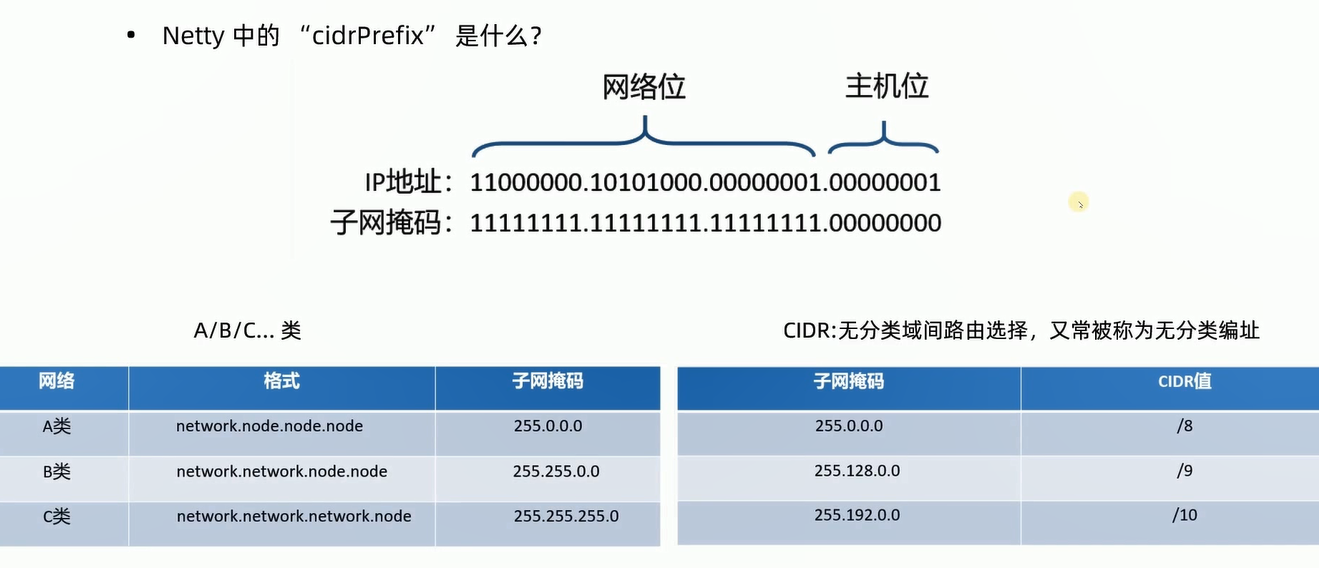 • Netty 中的 “cidrPrefix” 是什么?
网络位 主机位
IP地址: 11000000.10101000.00000001.00000001
子网掩码: 11111111.11111111.11111111.00000000
A/B/C... 类
网络 格式 子网掩码
A类 network.node.node.node 255.0.0.0
B类 network.network.node.node 255.255.0.0
C类 network.network.network.node 255.255.255.0
CIDR:无分类域间路由选择，又常被称为无分类编址
子网掩码 CIDR值
255.0.0.0 /8
255.128.0.0 /9
255.192.0.0 /10